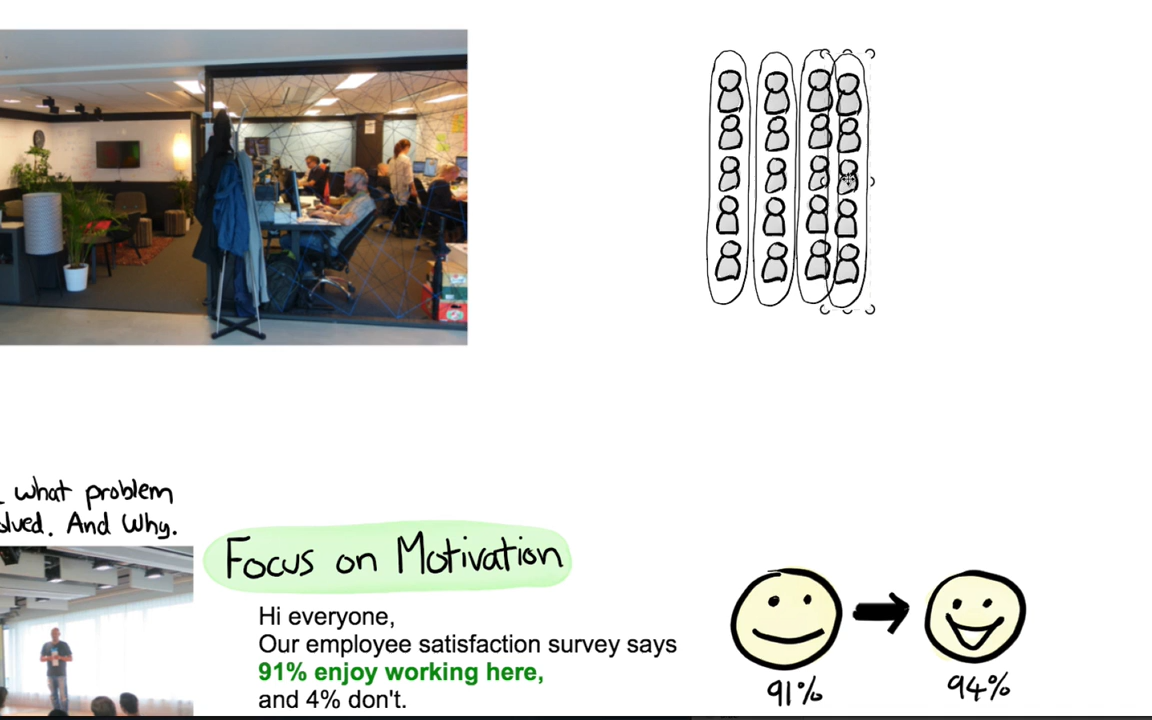 what problem
And Why.
Focus on Motivation
Hi everyone,
Our employee satisfaction survey says
91% enjoy working here,
and 4% don't.
91%
94%